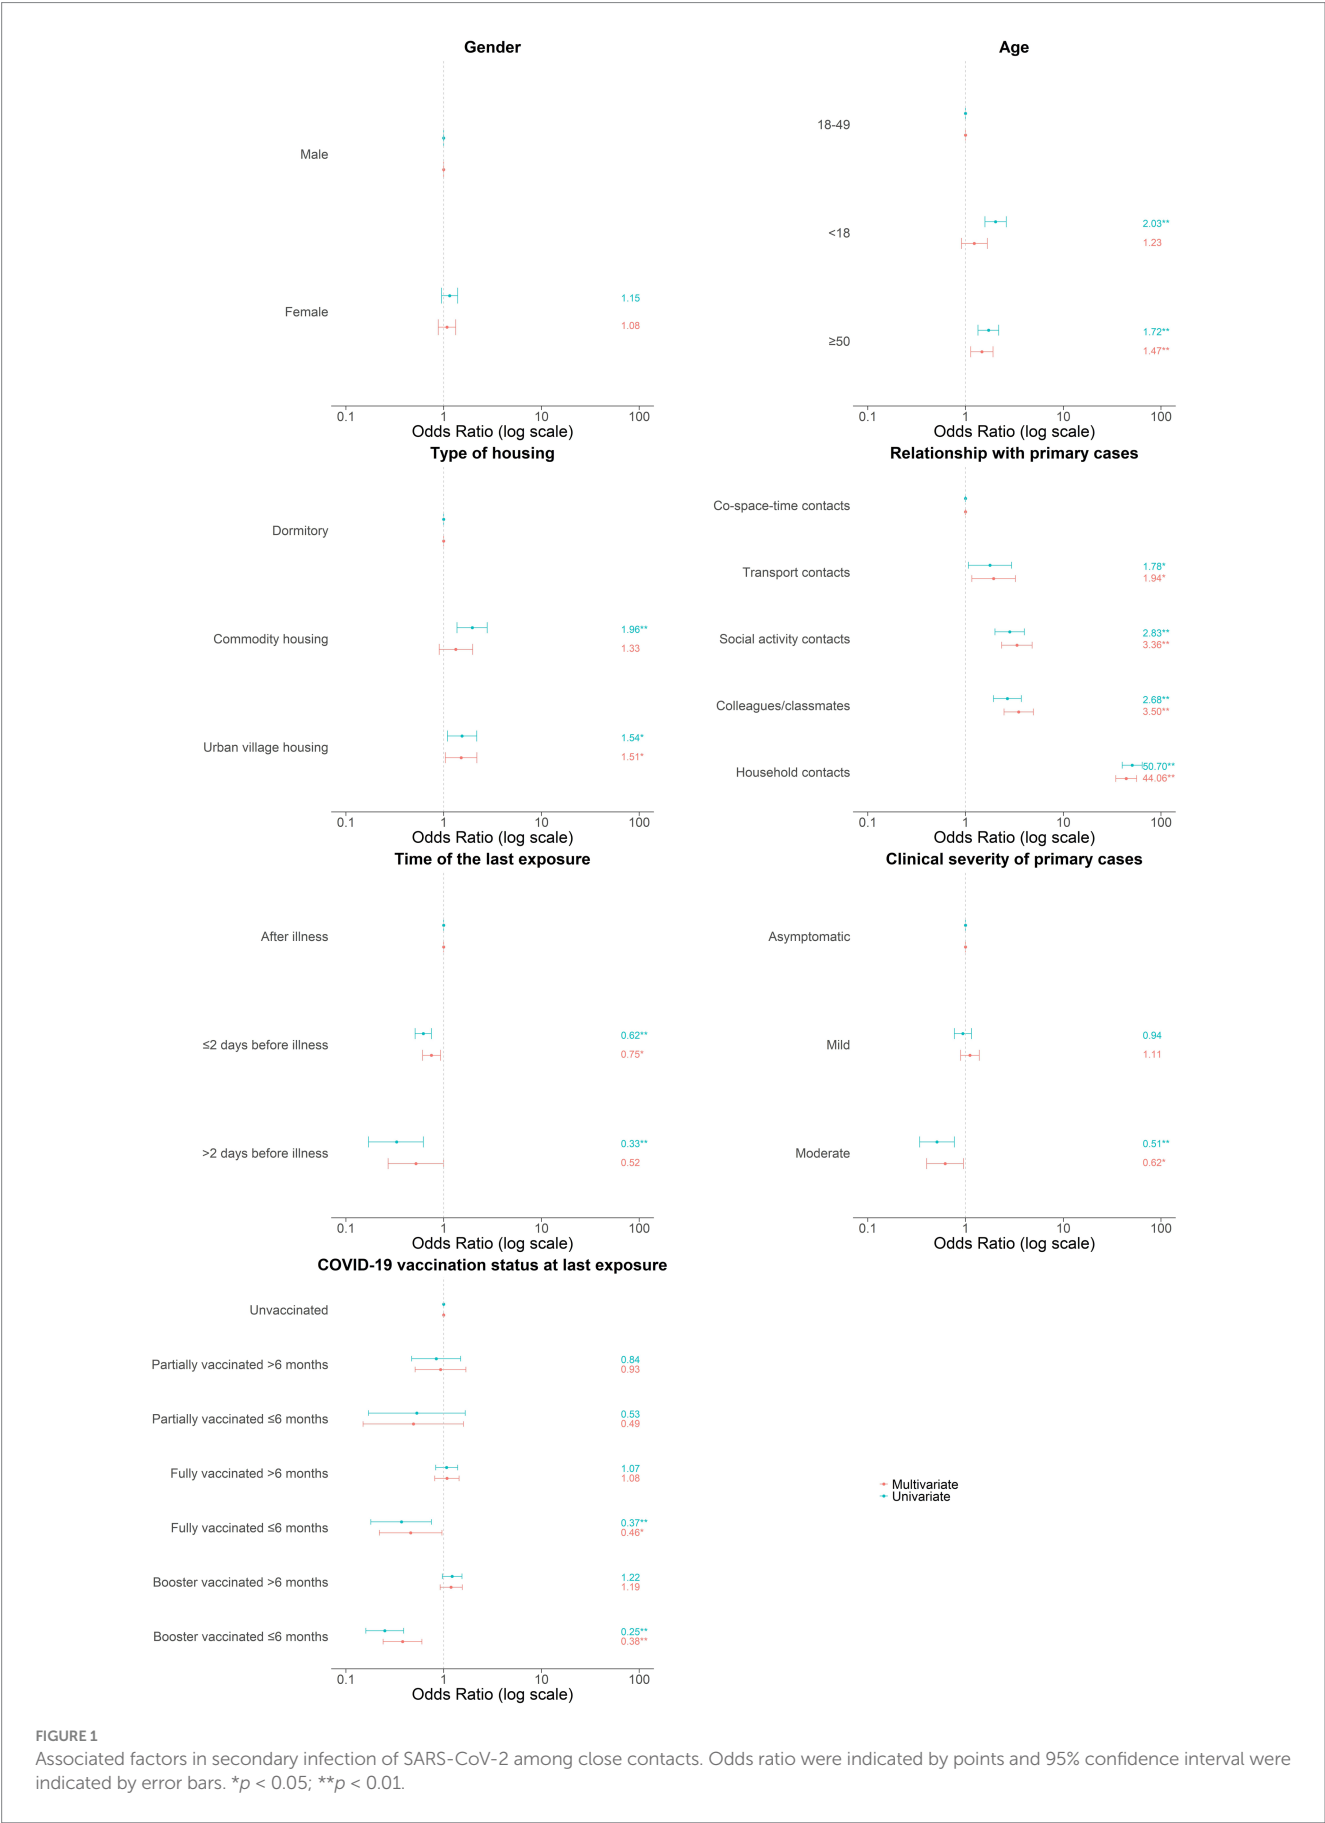 Gender
Male
Female
1.15
1.08
0.1 1 10 100
Odds Ratio (log scale)
Age
18-49
<18
2.03**
1.23
≥50
1.72**
1.47**
0.1 1 10 100
Odds Ratio (log scale)
Type of housing
Dormitory
Commodity housing
1.96**
1.33
Urban village housing
1.54*
1.51*
0.1 1 10 100
Odds Ratio (log scale)
Relationship with primary cases
Co-space-time contacts
Transport contacts
1.78*
1.94*
Social activity contacts
2.83**
3.36**
Colleagues/classmates
2.68**
3.50**
Household contacts
50.70**
44.06**
0.1 1 10 100
Odds Ratio (log scale)
Time of the last exposure
After illness
≤2 days before illness
0.62**
0.75*
>2 days before illness
0.33**
0.52
0.1 1 10 100
Odds Ratio (log scale)
Clinical severity of primary cases
Asymptomatic
Mild
0.94
1.11
Moderate
0.51**
0.62*
0.1 1 10 100
Odds Ratio (log scale)
COVID-19 vaccination status at last exposure
Unvaccinated
Partially vaccinated >6 months
0.84
0.93
Partially vaccinated ≤6 months
0.53
0.49
Fully vaccinated >6 months
1.07
1.08
Fully vaccinated ≤6 months
0.37**
0.46*
Booster vaccinated >6 months
1.22
1.19
Booster vaccinated ≤6 months
0.25**
0.38**
0.1 1 10 100
Odds Ratio (log scale)
Multivariate
Univariate
FIGURE 1
Associated factors in secondary infection of SARS-CoV-2 among close contacts. Odds ratio were indicated by points and 95% confidence interval were
indicated by error bars. *p < 0.05; **p < 0.01.